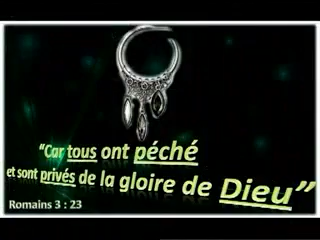 “Car tous ont péché
et sont privés de la gloire de Dieu”
Romains 3 : 23